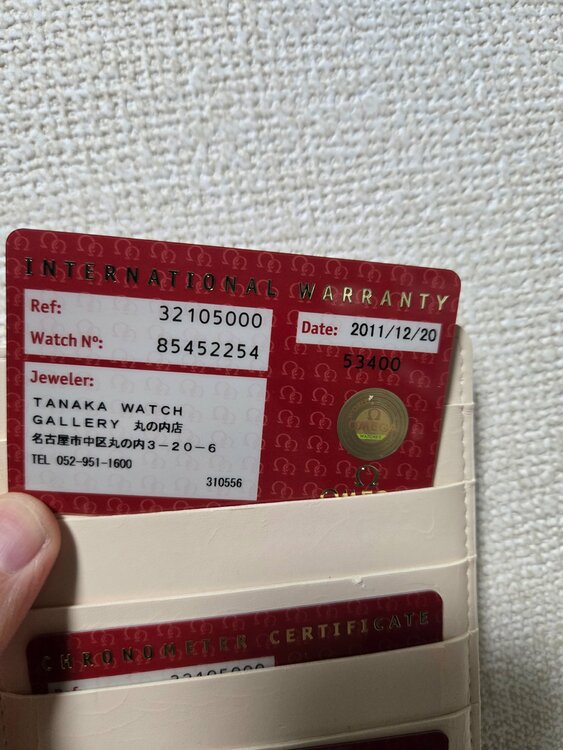 INTERNATIONAL WARRANTY
Ref: 32105000
Watch Nº: 85452254
Date: 2011/12/20
53400
Jeweler:
TANAKA WATCH
GALLERY 丸の内店
名古屋市中区丸の内3-20-6
TEL 052-951-1600
310556
Ω
OMEGA
WATCHES
Ω
CHRONOMETER CERTIFICATE